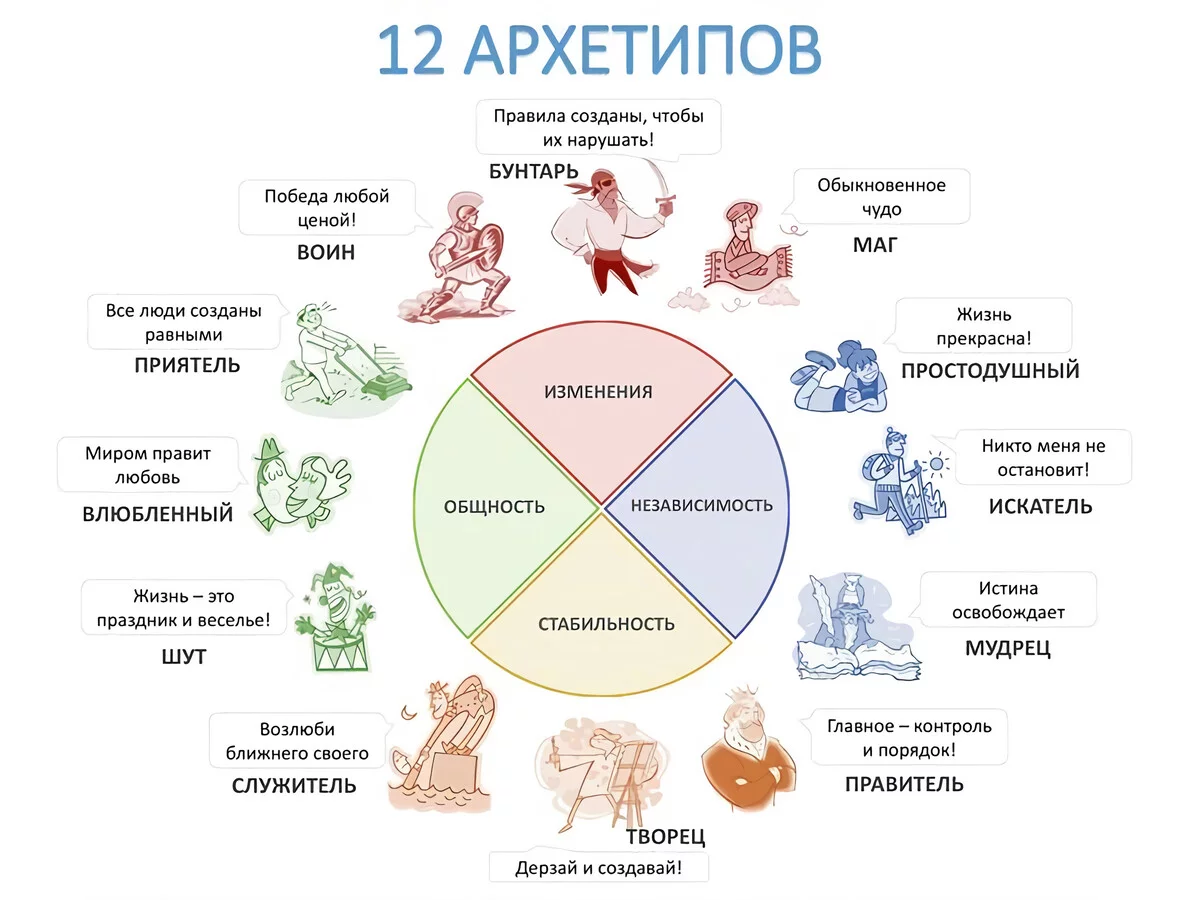 12 АРХЕТИПОВ
Правила созданы, чтобы
их нарушать!
БУНТАРЬ
Победа любой
ценой!
ВОИН
Обыкновенное
чудо
МАГ
Все люди созданы
равными
ПРИЯТЕЛЬ
Жизнь
прекрасна!
ПРОСТОДУШНЫЙ
ИЗМЕНЕНИЯ
Миром правит
любовь
ВЛЮБЛЕННЫЙ
Никто меня не
остановит!
ИСКАТЕЛЬ
ОБЩНОСТЬ
НЕЗАВИСИМОСТЬ
Жизнь – это
праздник и веселье!
ШУТ
Истина
освобождает
МУДРЕЦ
СТАБИЛЬНОСТЬ
Возлюби
ближнего своего
СЛУЖИТЕЛЬ
Главное – контроль
и порядок!
ПРАВИТЕЛЬ
ТВОРЕЦ
Дерзай и создавай!